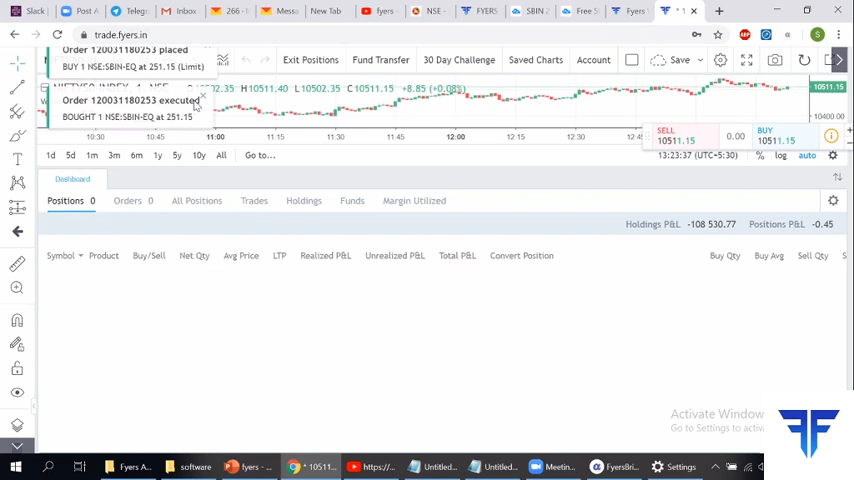 Slack
Post A
Telegr
Inbox
266
Messa
New Tab
fyers
NSE -
FYERS
SBIN 2
Free St
Fyers \
* 1
trade.fyers.in
ABP
S
Order 120031180253 placed
BUY 1 NSE:SBIN-EQ at 251.15 (Limit)
Exit Positions
Fund Transfer
30 Day Challenge
Saved Charts
Account
Save
H10511.40 L10502.35 C10511.15 +8.85 (+0.08%)
Order 120031180253 executed
BOUGHT 1 NSE:SBIN-EQ at 251.15
10511.15
10400.00
SELL
10511.15
0.00
BUY
10511.15
10:30
10:45
11:00
11:15
11:30
11:45
12:00
12:15
12:30
12:45
1d 5d 1m 3m 6m 1y 5y 10y All Go to...
13:23:37 (UTC+5:30) % log auto
Dashboard
Positions 0 Orders 0 All Positions Trades Holdings Funds Margin Utilized
Holdings P&L -108 530.77 Positions P&L -0.45
Symbol Product Buy/Sell Net Qty Avg Price LTP Realized P&L Unrealized P&L Total P&L Convert Position Buy Qty Buy Avg Sell Qty S
Activate Window
Go to Settings to activ
Fyers A...
software
fyers - ...
* 10511...
https://...
Untitled...
Untitled...
Meetin...
FyersBri...
Settings